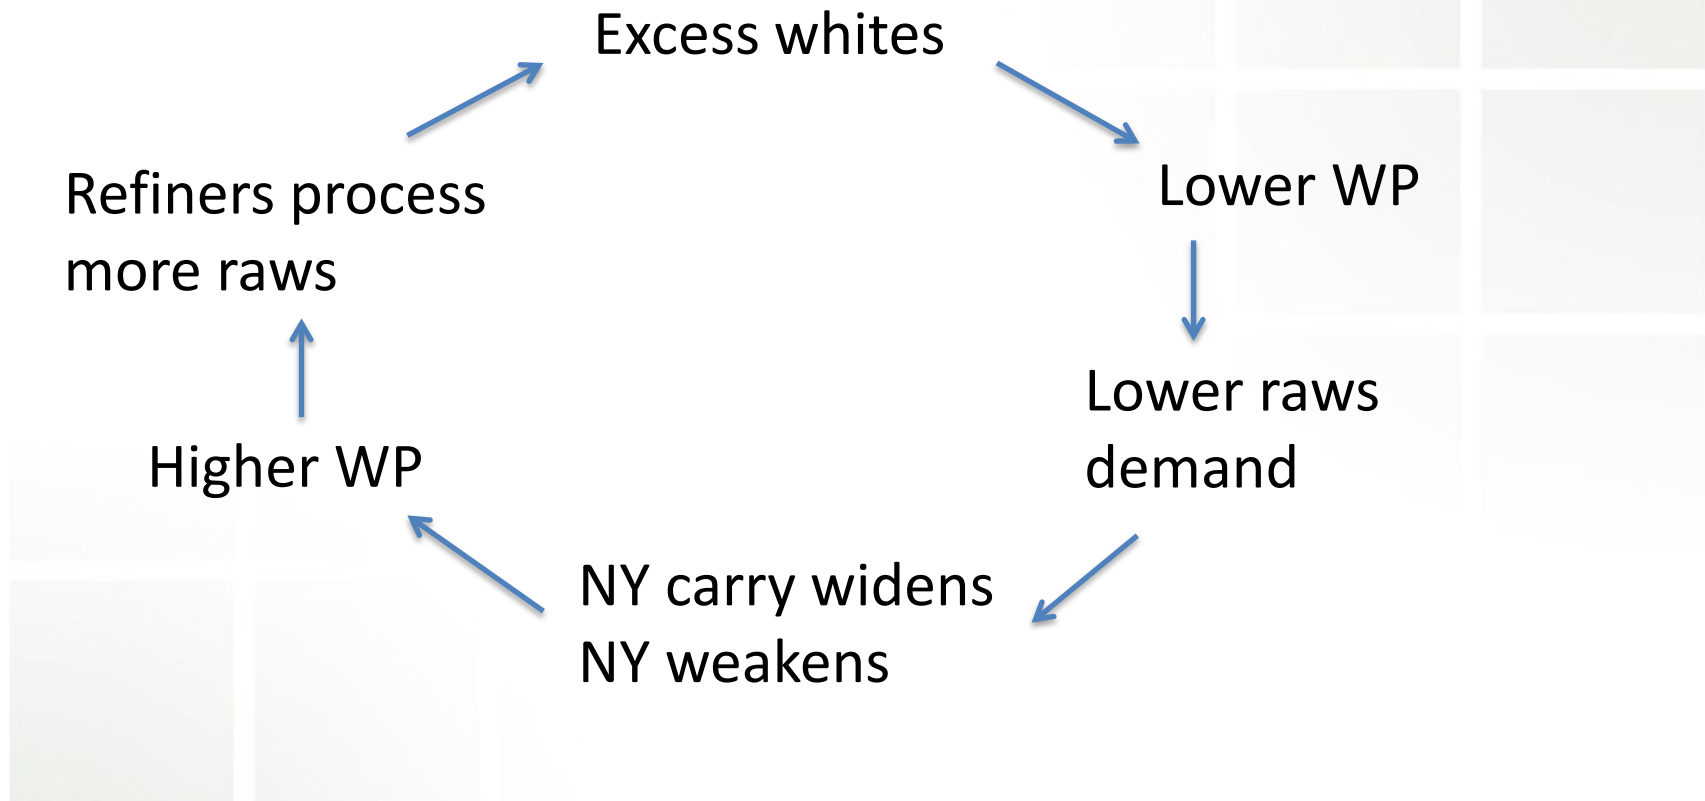 Excess whites
Lower WP
Lower raws
demand
NY carry widens
NY weakens
Higher WP
Refiners process
more raws